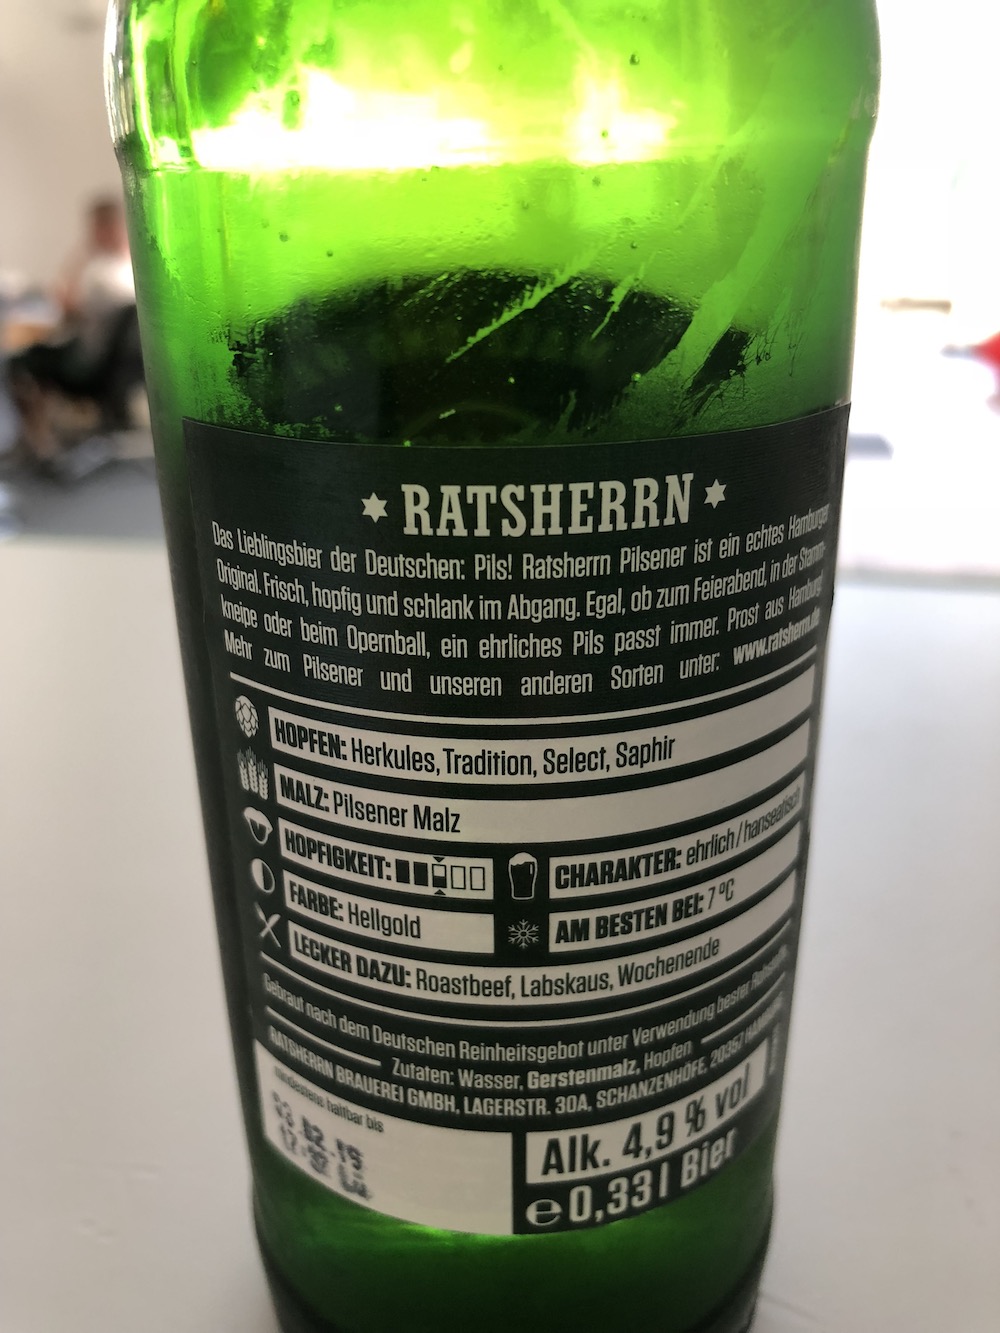 RATSHERRN
Das Lieblingsbier der Deutschen: Pils! Ratsherrn Pilsener ist ein echtes Hamburger
Original. Frisch, hopfig und schlank im Abgang. Egal, ob zum Feierabend, in der Stamm-
kneipe oder beim Opernball, ein ehrliches Pils passt immer. Prost aus Hamburg!
Mehr zum Pilsener und unseren anderen Sorten unter: www.ratsherrn.de
HOPFEN: Herkules, Tradition, Select, Saphir
MALZ: Pilsener Malz
HOPFIGKEIT:
CHARAKTER: ehrlich / hanseatisch
FARBE: Hellgold
AM BESTEN BEI: 7 °C
LECKER DAZU: Roastbeef, Labskaus, Wochenende
Gebraut nach dem Deutschen Reinheitsgebot unter Verwendung bester
Zutaten: Wasser, Gerstenmalz, Hopfen
RATSHERRN BRAUEREI GMBH, LAGERSTR. 30A, SCHANZENHÖFE, 20357
mindestens haltbar bis
02.19
Alk. 4,9 % vol
e 0,33 l Bier